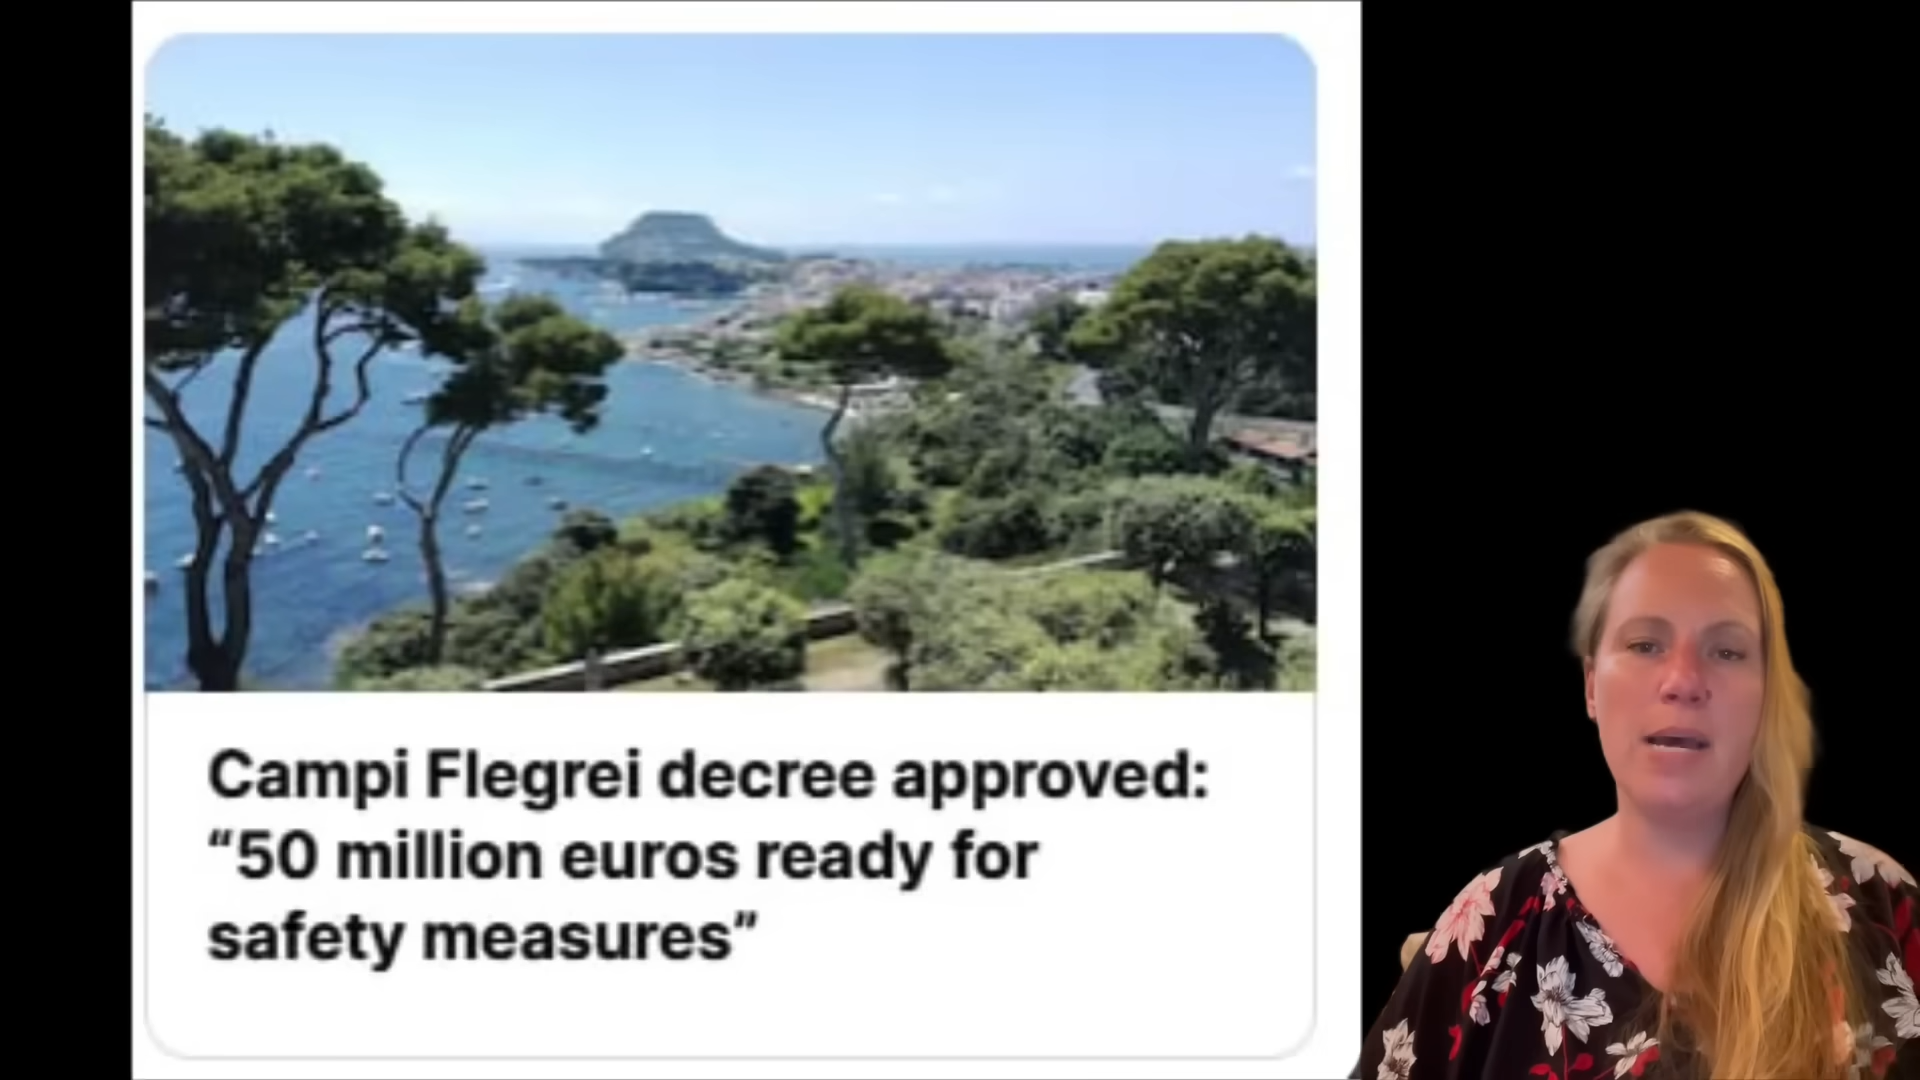 Campi Flegrei decree approved:
“50 million euros ready for
safety measures”